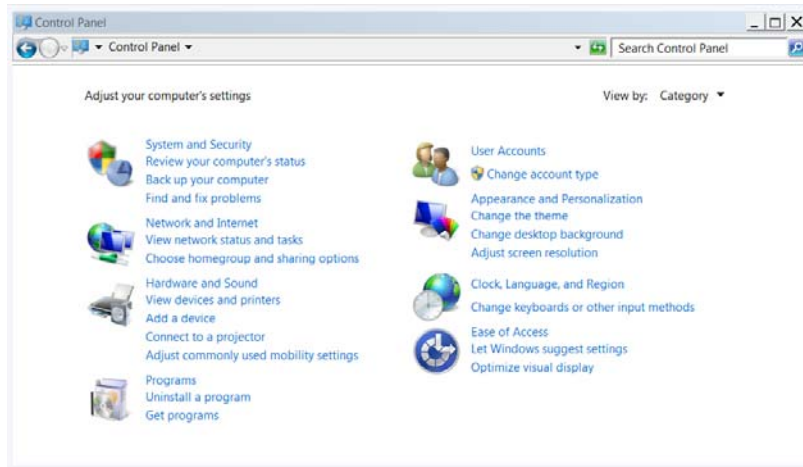 Control Panel
Control Panel
Search Control Panel
Adjust your computer's settings
View by: Category
System and Security
Review your computer's status
Back up your computer
Find and fix problems
Network and Internet
View network status and tasks
Choose homegroup and sharing options
Hardware and Sound
View devices and printers
Add a device
Connect to a projector
Adjust commonly used mobility settings
Programs
Uninstall a program
Get programs
User Accounts
Change account type
Appearance and Personalization
Change the theme
Change desktop background
Adjust screen resolution
Clock, Language, and Region
Change keyboards or other input methods
Ease of Access
Let Windows suggest settings
Optimize visual display